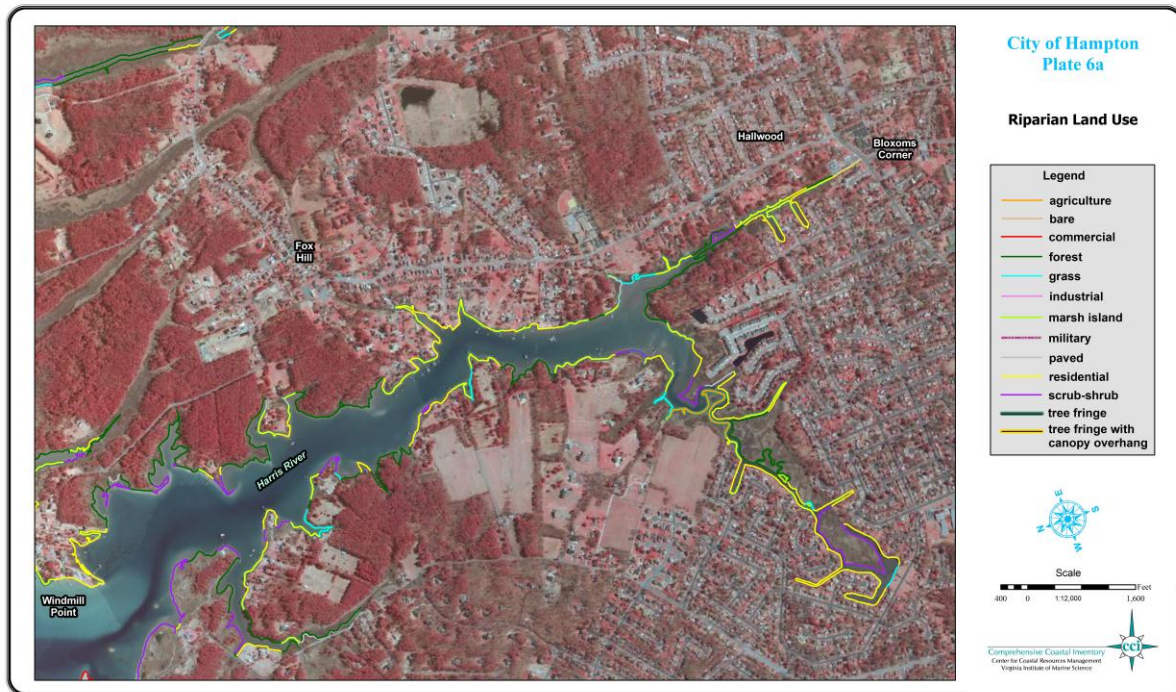 City of Hampton
Plate 6a
Riparian Land Use
Legend
agriculture
bare
commercial
forest
grass
industrial
marsh island
military
paved
residential
scrub-shrub
tree fringe
tree fringe with
canopy overhang
Hallwood
Bloxoms
Corner
Fox
Hill
Harris River
Windmill
Point
N
E
S
W
Scale
Feet
400 0 1:12,000 1,600
Comprehensive Coastal Inventory
Center for Coastal Resources Management
Virginia Institute of Marine Science
cci